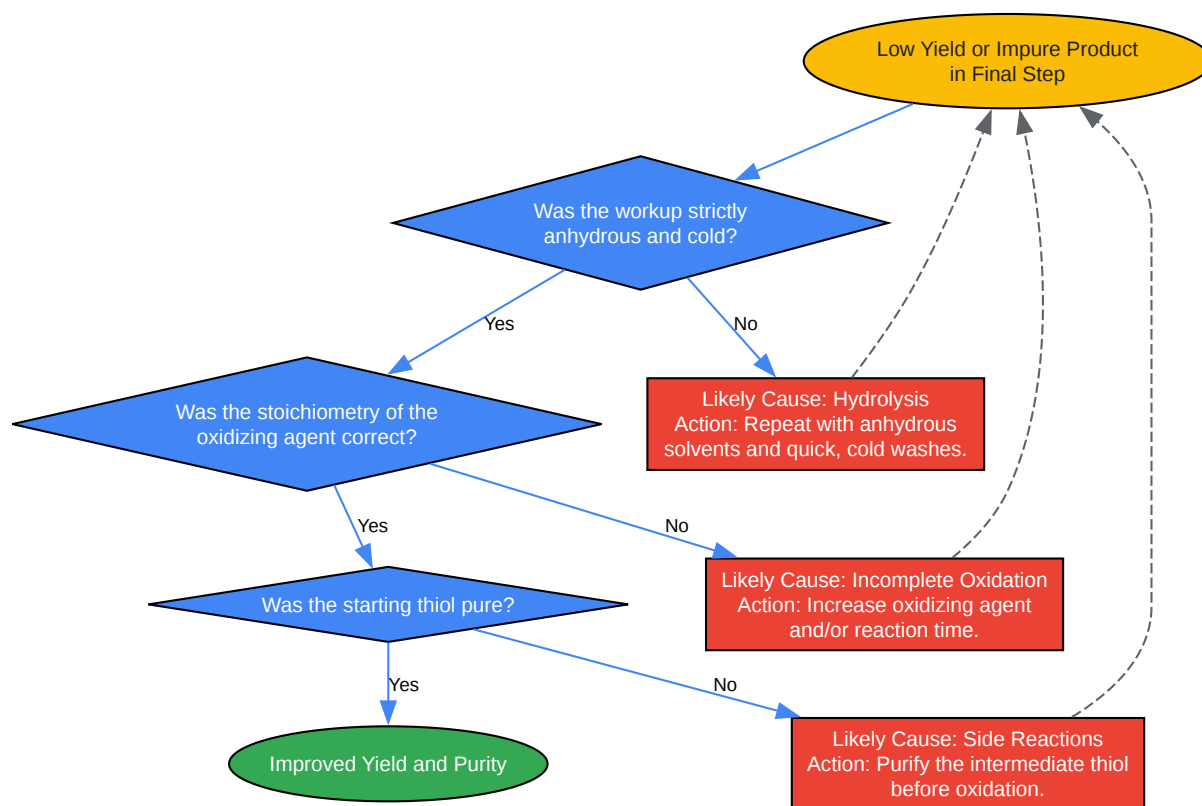 Low Yield or Impure Product
in Final Step
Was the workup strictly
anhydrous and cold?
Yes
No
Likely Cause: Hydrolysis
Action: Repeat with anhydrous
solvents and quick, cold washes.
Was the stoichiometry of the
oxidizing agent correct?
Yes
No
Likely Cause: Incomplete Oxidation
Action: Increase oxidizing agent
and/or reaction time.
Was the starting thiol pure?
Yes
No
Likely Cause: Side Reactions
Action: Purify the intermediate thiol
before oxidation.
Improved Yield and Purity